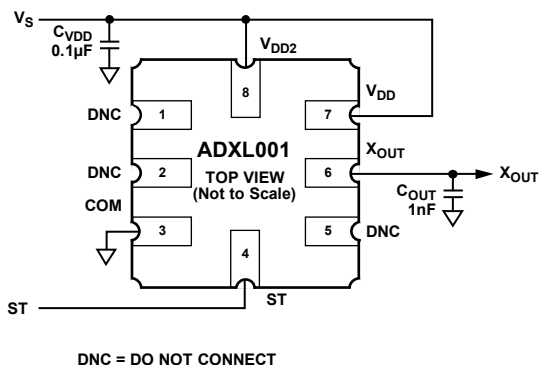 VS
CVDD
0.1µF
VDD2
8
VDD
DNC
1
7
ADXL001
TOP VIEW
(Not to Scale)
XOUT
DNC
2
6
XOUT
COUT
1nF
COM
3
5
DNC
4
ST
ST
DNC = DO NOT CONNECT